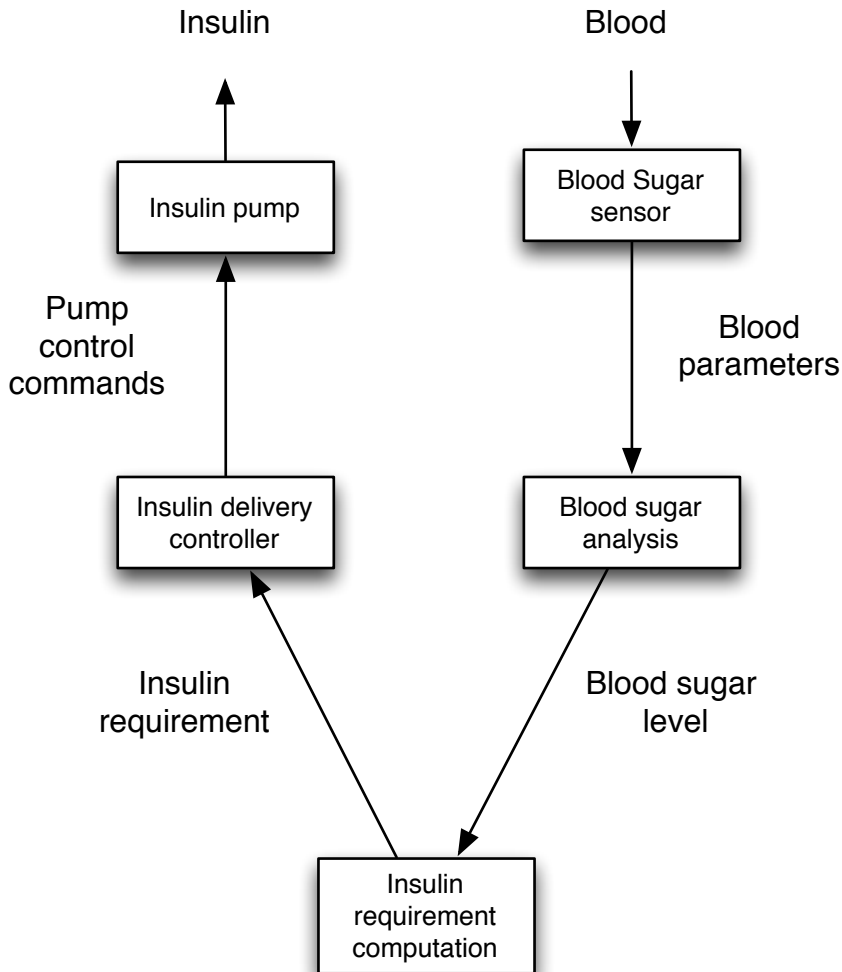 Insulin
Blood
Insulin pump
Blood Sugar
sensor
Pump
control
commands
Blood
parameters
Insulin delivery
controller
Blood sugar
analysis
Insulin
requirement
Blood sugar
level
Insulin
requirement
computation